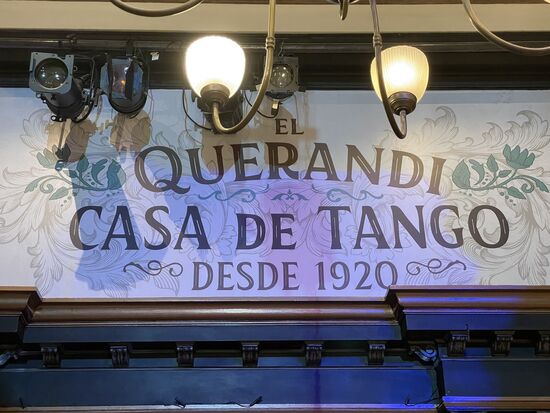 EL
QUERANDI
CASA DE TANGO
DESDE 1920